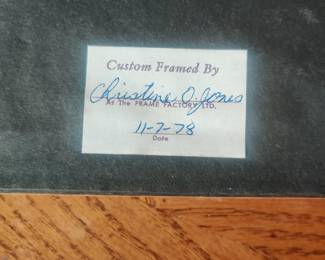 Custom Framed By
Christine O. Jones
At The FRAME FACTORY LTD.
11-7-78
Date